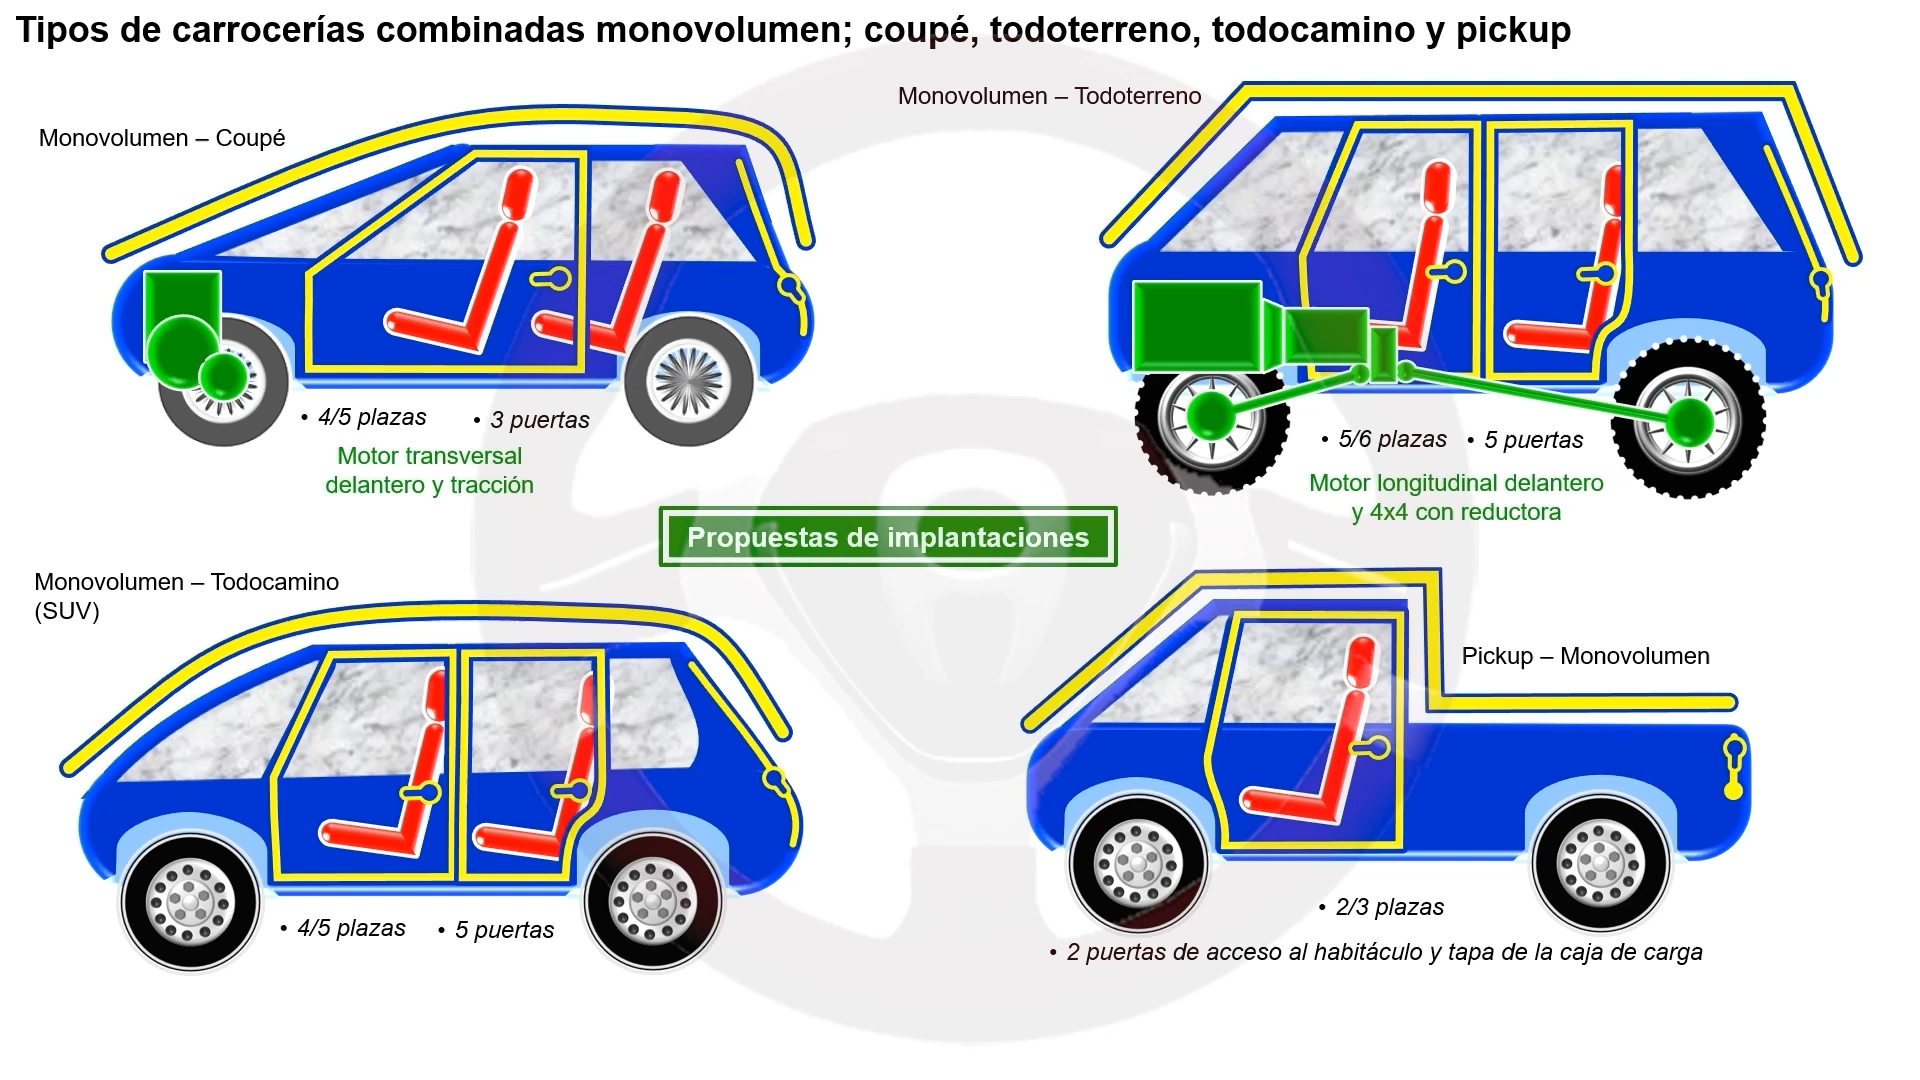 Tipos de carrocerías combinadas monovolumen; coupé, todoterreno, todocamino y pickup
Monovolumen – Coupé
• 4/5 plazas • 3 puertas
Motor transversal
delantero y tracción
Monovolumen – Todoterreno
• 5/6 plazas • 5 puertas
Motor longitudinal delantero
y 4x4 con reductora
Propuestas de implantaciones
Monovolumen – Todocamino
(SUV)
• 4/5 plazas • 5 puertas
Pickup – Monovolumen
• 2/3 plazas
• 2 puertas de acceso al habitáculo y tapa de la caja de carga